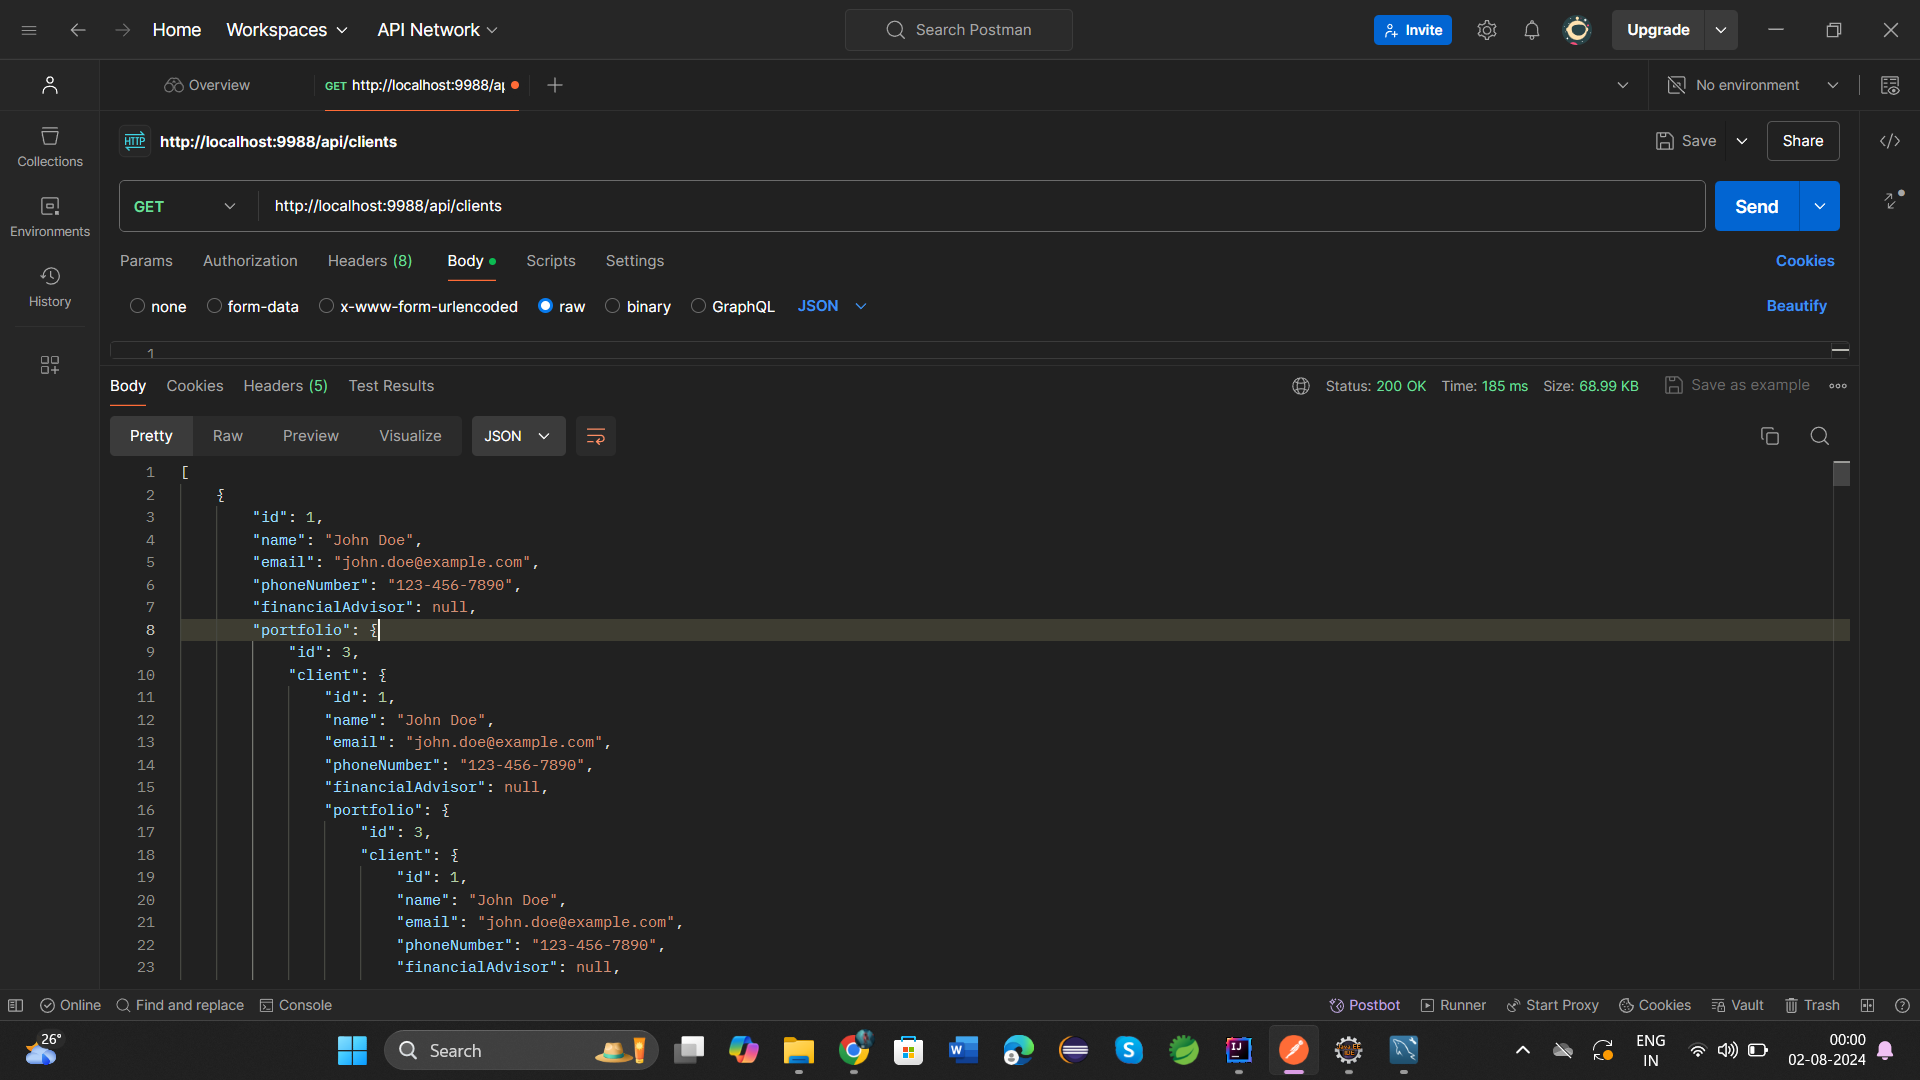 Home Workspaces API Network Search Postman Invite Upgrade
Overview GET http://localhost:9988/ap No environment
HTTP http://localhost:9988/api/clients Save Share
Collections
GET http://localhost:9988/api/clients Send
Environments
Params Authorization Headers (8) Body Scripts Settings Cookies
History
none form-data x-www-form-urlencoded raw binary GraphQL JSON Beautify
1
Body Cookies Headers (5) Test Results Status: 200 OK Time: 185 ms Size: 68.99 KB Save as example
Pretty Raw Preview Visualize JSON
1 [
2 {
3 "id": 1,
4 "name": "John Doe",
5 "email": "john.doe@example.com",
6 "phoneNumber": "123-456-7890",
7 "financialAdvisor": null,
8 "portfolio": {
9 "id": 3,
10 "client": {
11 "id": 1,
12 "name": "John Doe",
13 "email": "john.doe@example.com",
14 "phoneNumber": "123-456-7890",
15 "financialAdvisor": null,
16 "portfolio": {
17 "id": 3,
18 "client": {
19 "id": 1,
20 "name": "John Doe",
21 "email": "john.doe@example.com",
22 "phoneNumber": "123-456-7890",
23 "financialAdvisor": null,
Online Find and replace Console Postbot Runner Start Proxy Cookies Vault Trash
26° Search ENG 00:00
IN 02-08-2024